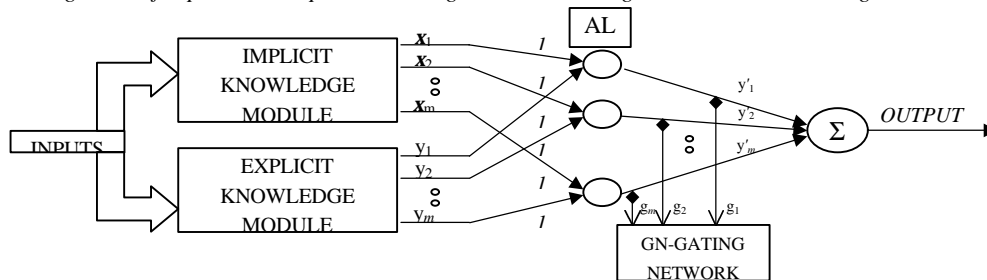 AL
IMPLICIT
KNOWLEDGE
MODULE
x₁
x₂
xₘ
1
1
1
1
1
1
INPUTS
EXPLICIT
KNOWLEDGE
MODULE
y₁
y₂
yₘ
y'₁
y'₂
y'ₘ
Σ
OUTPUT
gₘ
g₂
g₁
GN-GATING
NETWORK